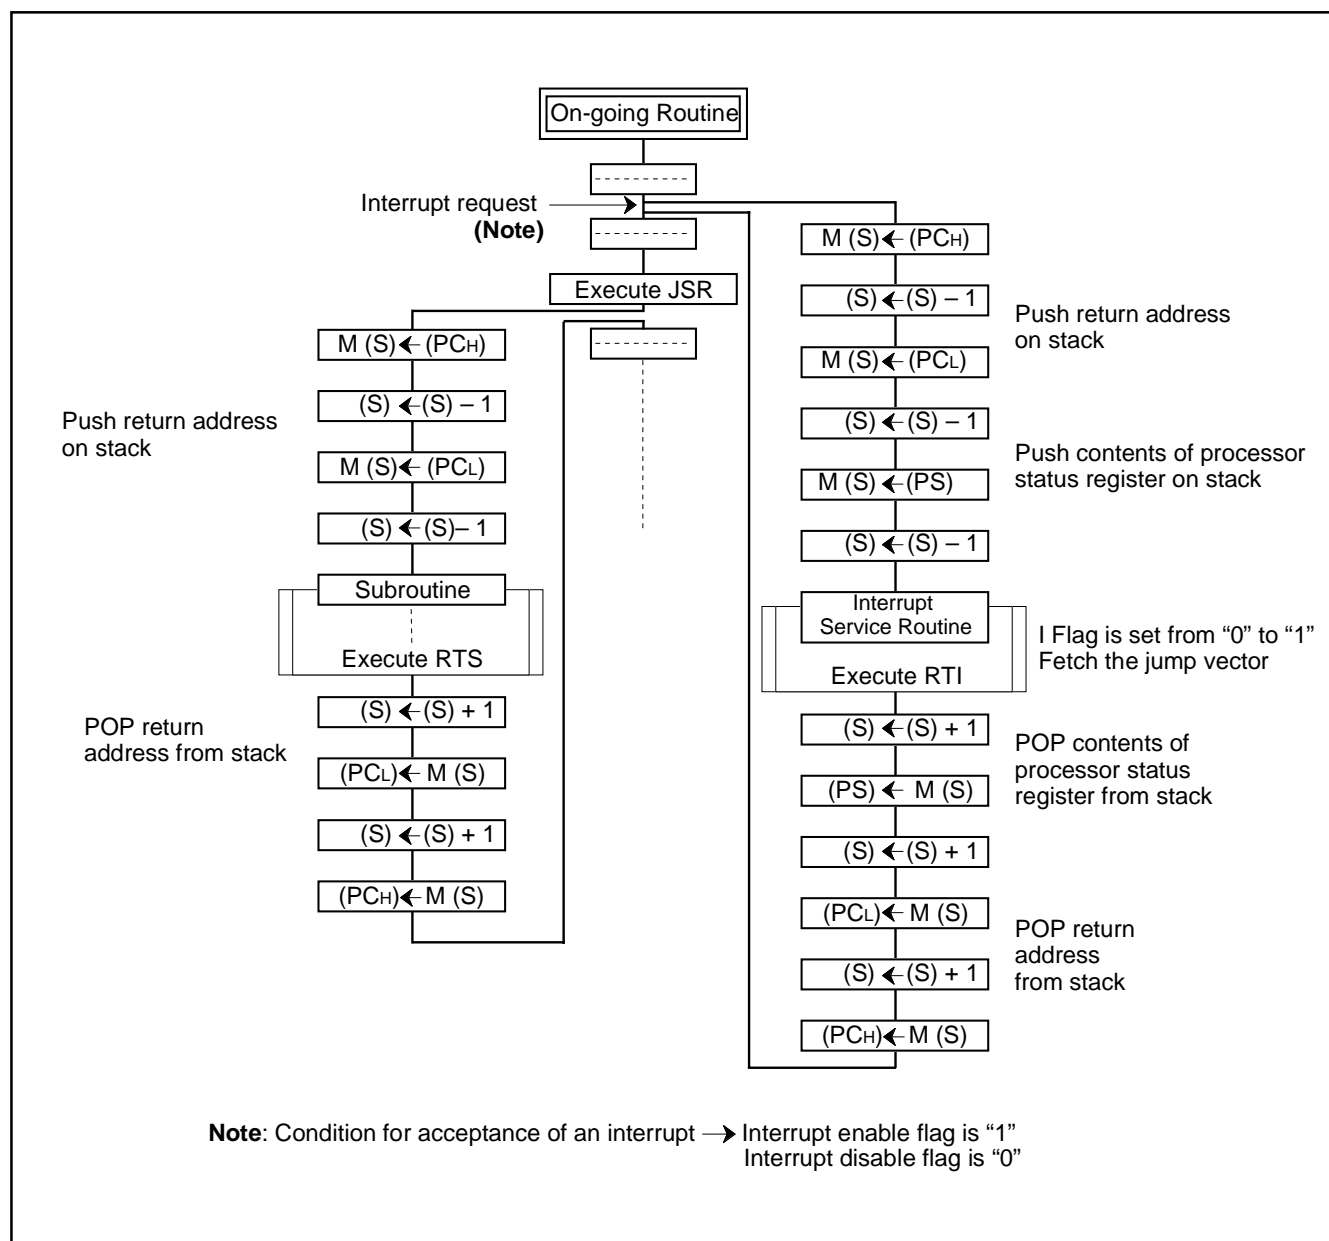 On-going Routine
Interrupt request
(Note)
Execute JSR
M (S) ← (PCH)
(S) ← (S) – 1
M (S) ← (PCL)
(S) ← (S)– 1
Push return address
on stack
Subroutine
Execute RTS
(S) ← (S) + 1
(PCL) ← M (S)
(S) ← (S) + 1
(PCH) ← M (S)
POP return
address from stack
M (S) ← (PCH)
(S) ← (S) – 1
M (S) ← (PCL)
(S) ← (S) – 1
M (S) ← (PS)
(S) ← (S) – 1
Push return address
on stack
Push contents of processor
status register on stack
Interrupt
Service Routine
Execute RTI
I Flag is set from “0” to “1”
Fetch the jump vector
(S) ← (S) + 1
(PS) ← M (S)
(S) ← (S) + 1
(PCL) ← M (S)
(S) ← (S) + 1
(PCH) ← M (S)
POP contents of
processor status
register from stack
POP return
address
from stack
Note: Condition for acceptance of an interrupt → Interrupt enable flag is “1”
Interrupt disable flag is “0”